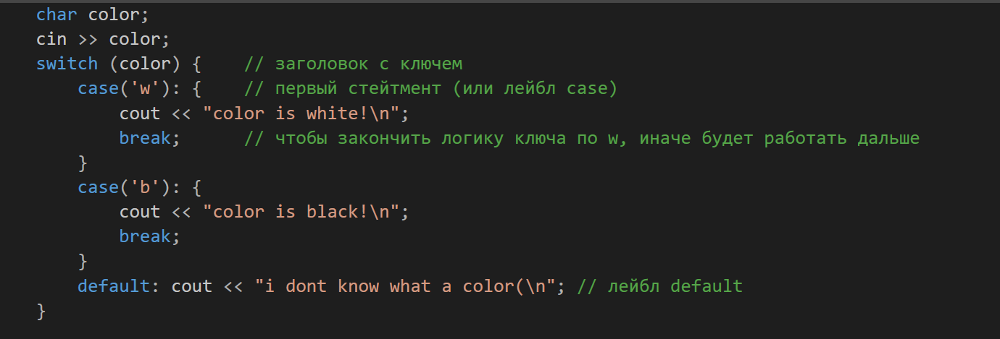 char color;
cin >> color;
switch (color) {    // заголовок с ключем
    case('w'): {    // первый стейтмент (или лейбл case)
        cout << "color is white!\n";
        break;      // чтобы закончить логику ключа по w, иначе будет работать дальше
    }
    case('b'): {
        cout << "color is black!\n";
        break;
    }
    default: cout << "i dont know what a color(\n"; // лейбл default
}